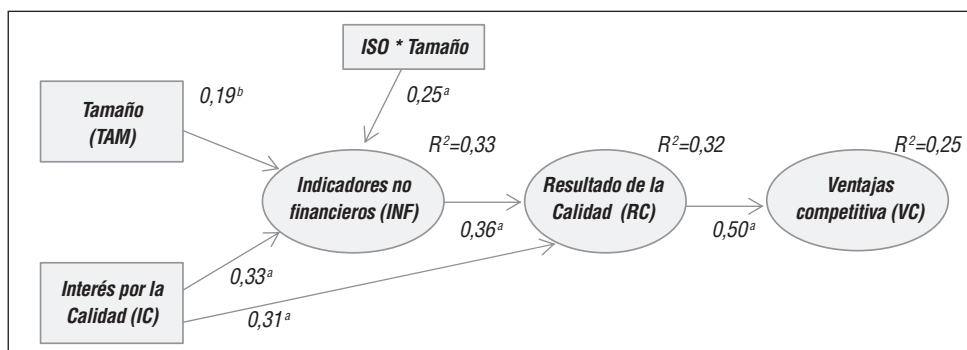 ISO * Tamaño
0,19ᵇ
0,25ᵃ
Tamaño
(TAM)
R²=0,33
R²=0,32
R²=0,25
Indicadores no
financieros (INF)
Resultado de la
Calidad (RC)
Ventajas
competitiva (VC)
0,36ᵃ
0,50ᵃ
0,33ᵃ
Interés por la
Calidad (IC)
0,31ᵃ